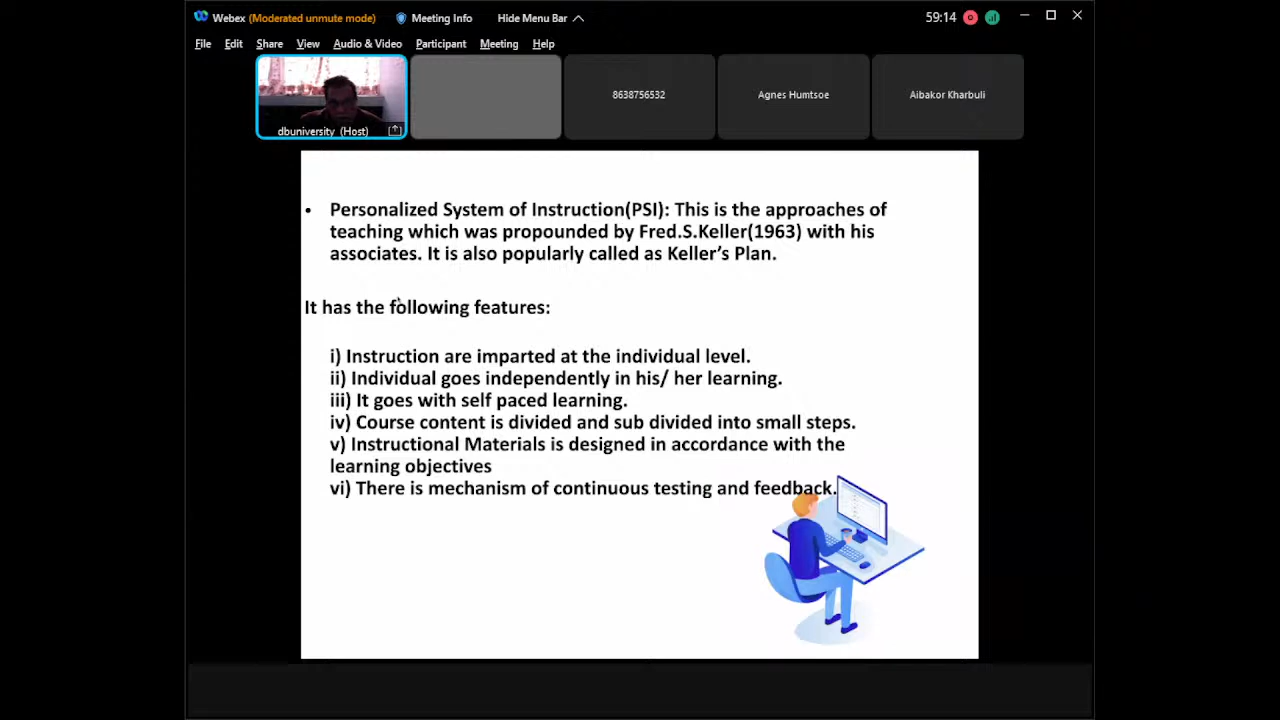 Webex (Moderated unmute mode) Meeting Info Hide Menu Bar 59:14
File Edit Share View Audio & Video Participant Meeting Help
dbuniversity (Host)
8638756532
Agnes Humtsoe
Aibakor Kharbuli
• Personalized System of Instruction(PSI): This is the approaches of
teaching which was propounded by Fred.S.Keller(1963) with his
associates. It is also popularly called as Keller’s Plan.
It has the following features:
i) Instruction are imparted at the individual level.
ii) Individual goes independently in his/ her learning.
iii) It goes with self paced learning.
iv) Course content is divided and sub divided into small steps.
v) Instructional Materials is designed in accordance with the
learning objectives
vi) There is mechanism of continuous testing and feedback.